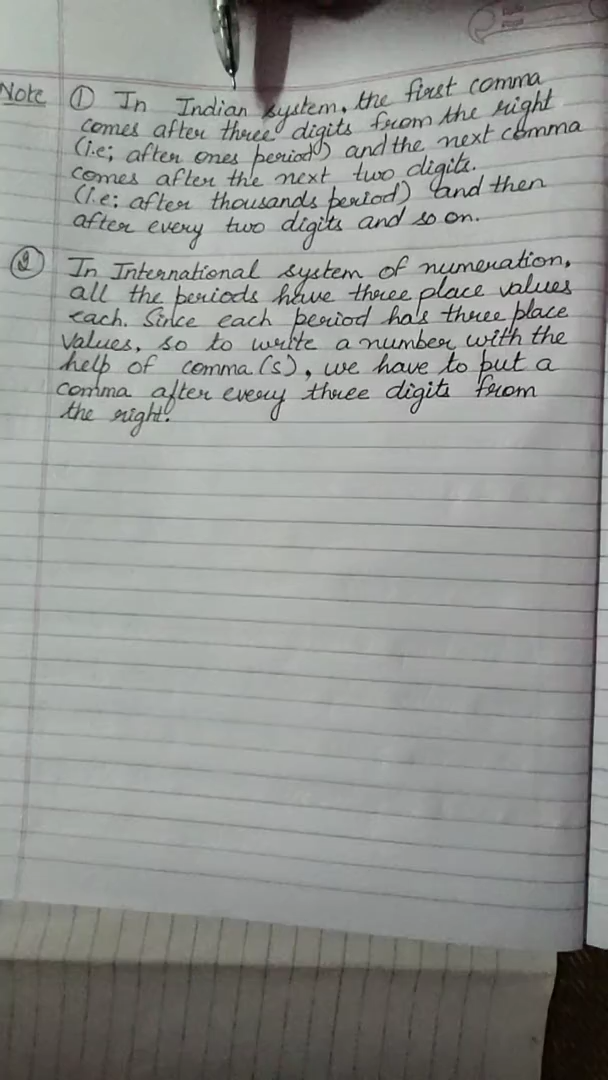 Note ① In Indian system, the first comma
comes after three digits from the right
(i.e; after ones period) and the next comma
comes after the next two digits.
(i.e; after thousands period) and then
after every two digits and so on.
② In International system of numeration,
all the periods have three place values
each. Since each period has three place
values, so to write a number with the
help of comma (s), we have to put a
comma after every three digits from
the right.